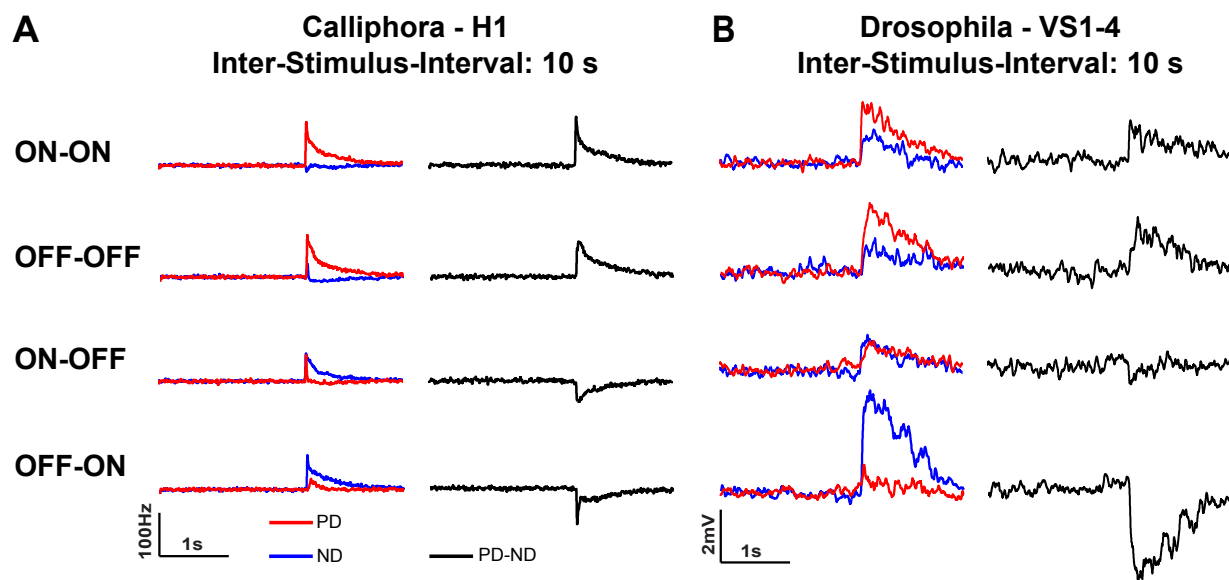 A
Calliphora - H1
Inter-Stimulus-Interval: 10 s
B
Drosophila - VS1-4
Inter-Stimulus-Interval: 10 s
ON-ON
OFF-OFF
ON-OFF
OFF-ON
100Hz
1s
PD
ND
PD-ND
2mV
1s